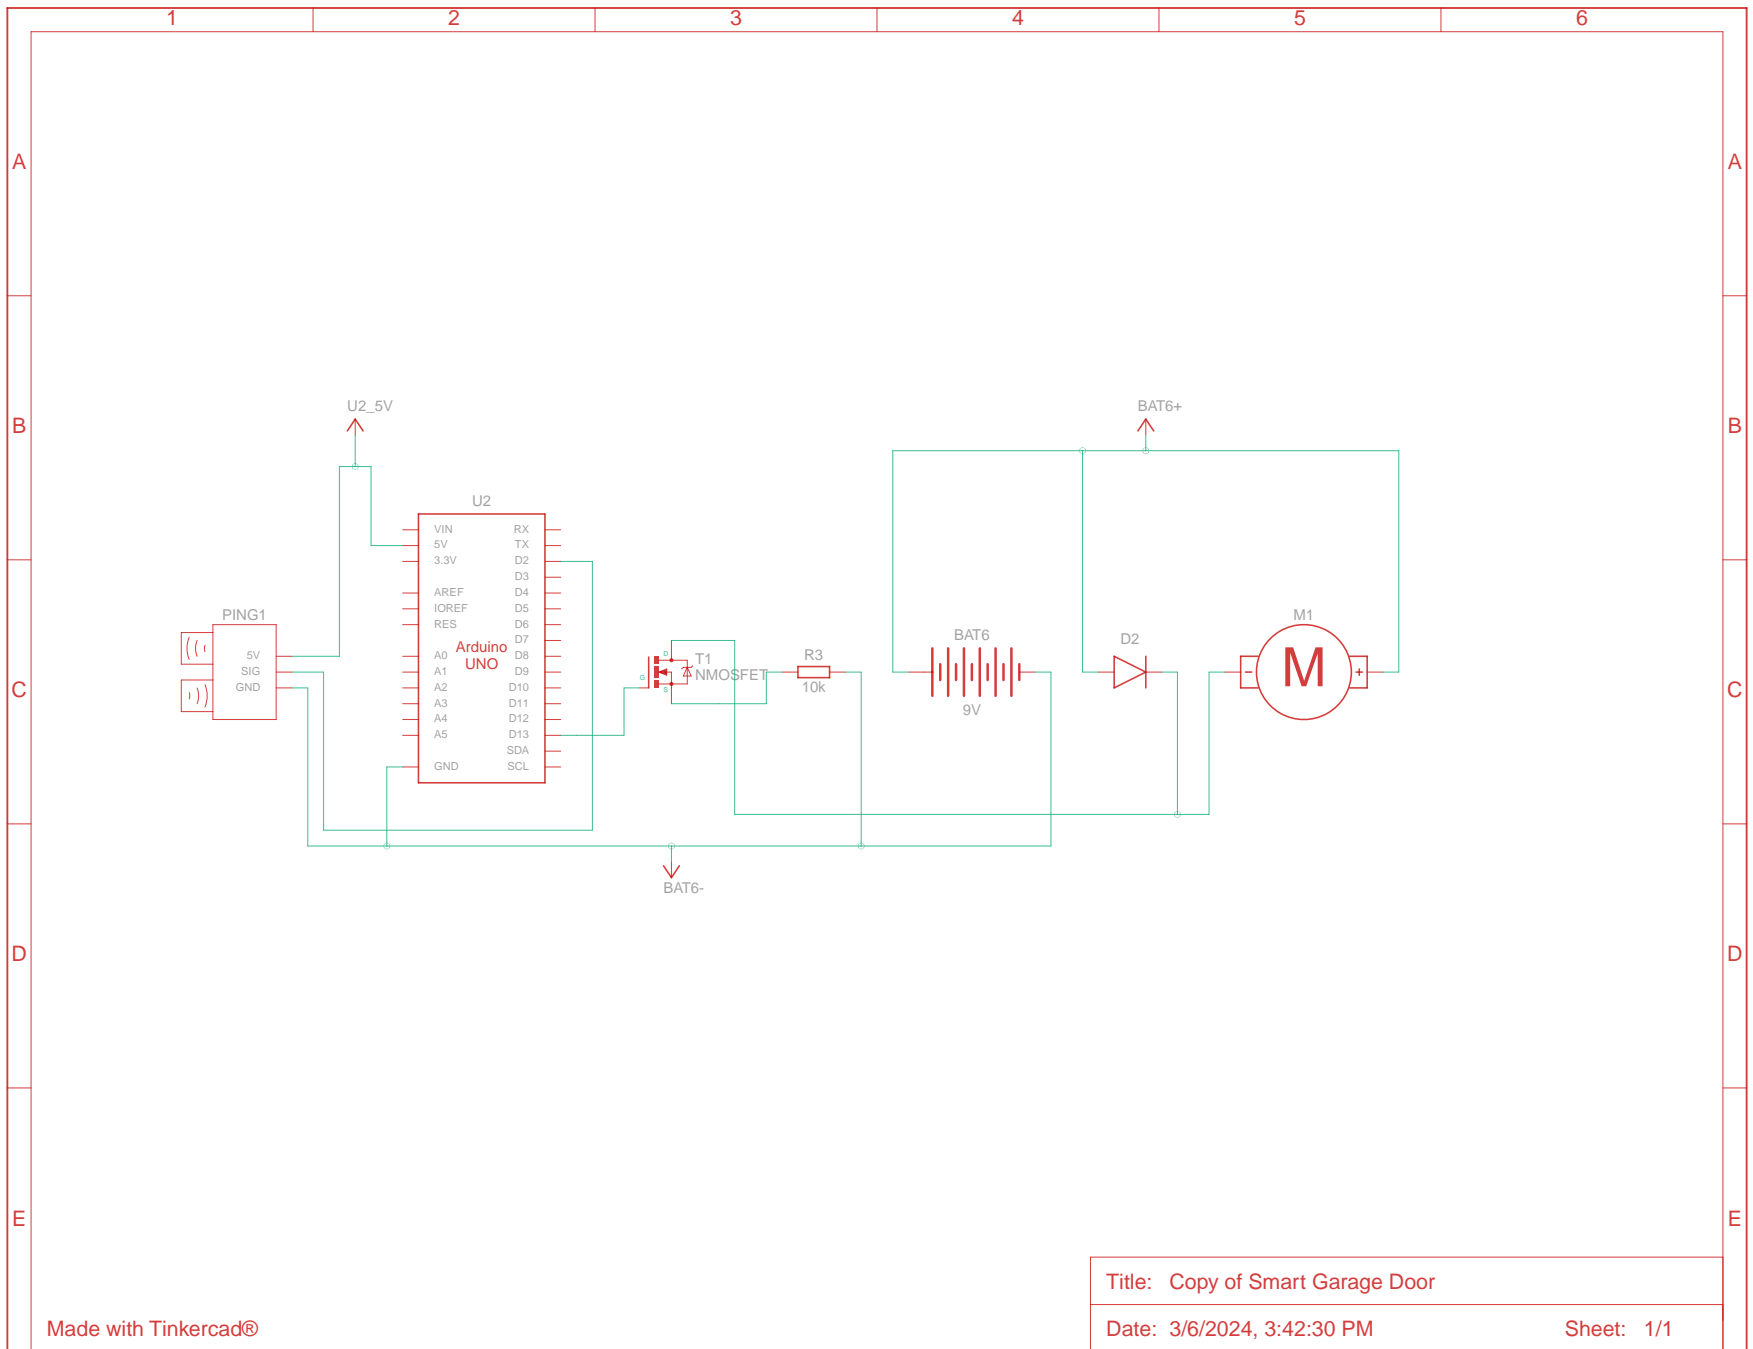 1 2 3 4 5 6
A A
U2_5V BAT6+
B B
U2
VIN RX
5V TX
3.3V D2
D3
AREF D4
IOREF D5
RES D6
D7
A0 D8
A1 D9
A2 D10
A3 D11
A4 D12
A5 D13
SDA
GND SCL
Arduino
UNO
PING1
5V
SIG
GND
D
G
S
T1
NMOSFET
R3
10k
BAT6
9V
D2
M1
- M +
C C
BAT6-
D D
E E
Title: Copy of Smart Garage Door
Made with Tinkercad®
Date: 3/6/2024, 3:42:30 PM Sheet: 1/1